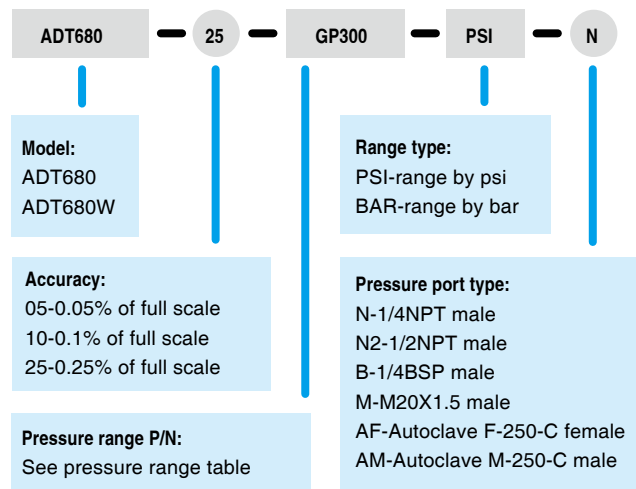 ADT680 25 GP300 PSI N
Model:
ADT680
ADT680W
Accuracy:
05-0.05% of full scale
10-0.1% of full scale
25-0.25% of full scale
Pressure range P/N:
See pressure range table
Range type:
PSI-range by psi
BAR-range by bar
Pressure port type:
N-1/4NPT male
N2-1/2NPT male
B-1/4BSP male
M-M20X1.5 male
AF-Autoclave F-250-C female
AM-Autoclave M-250-C male